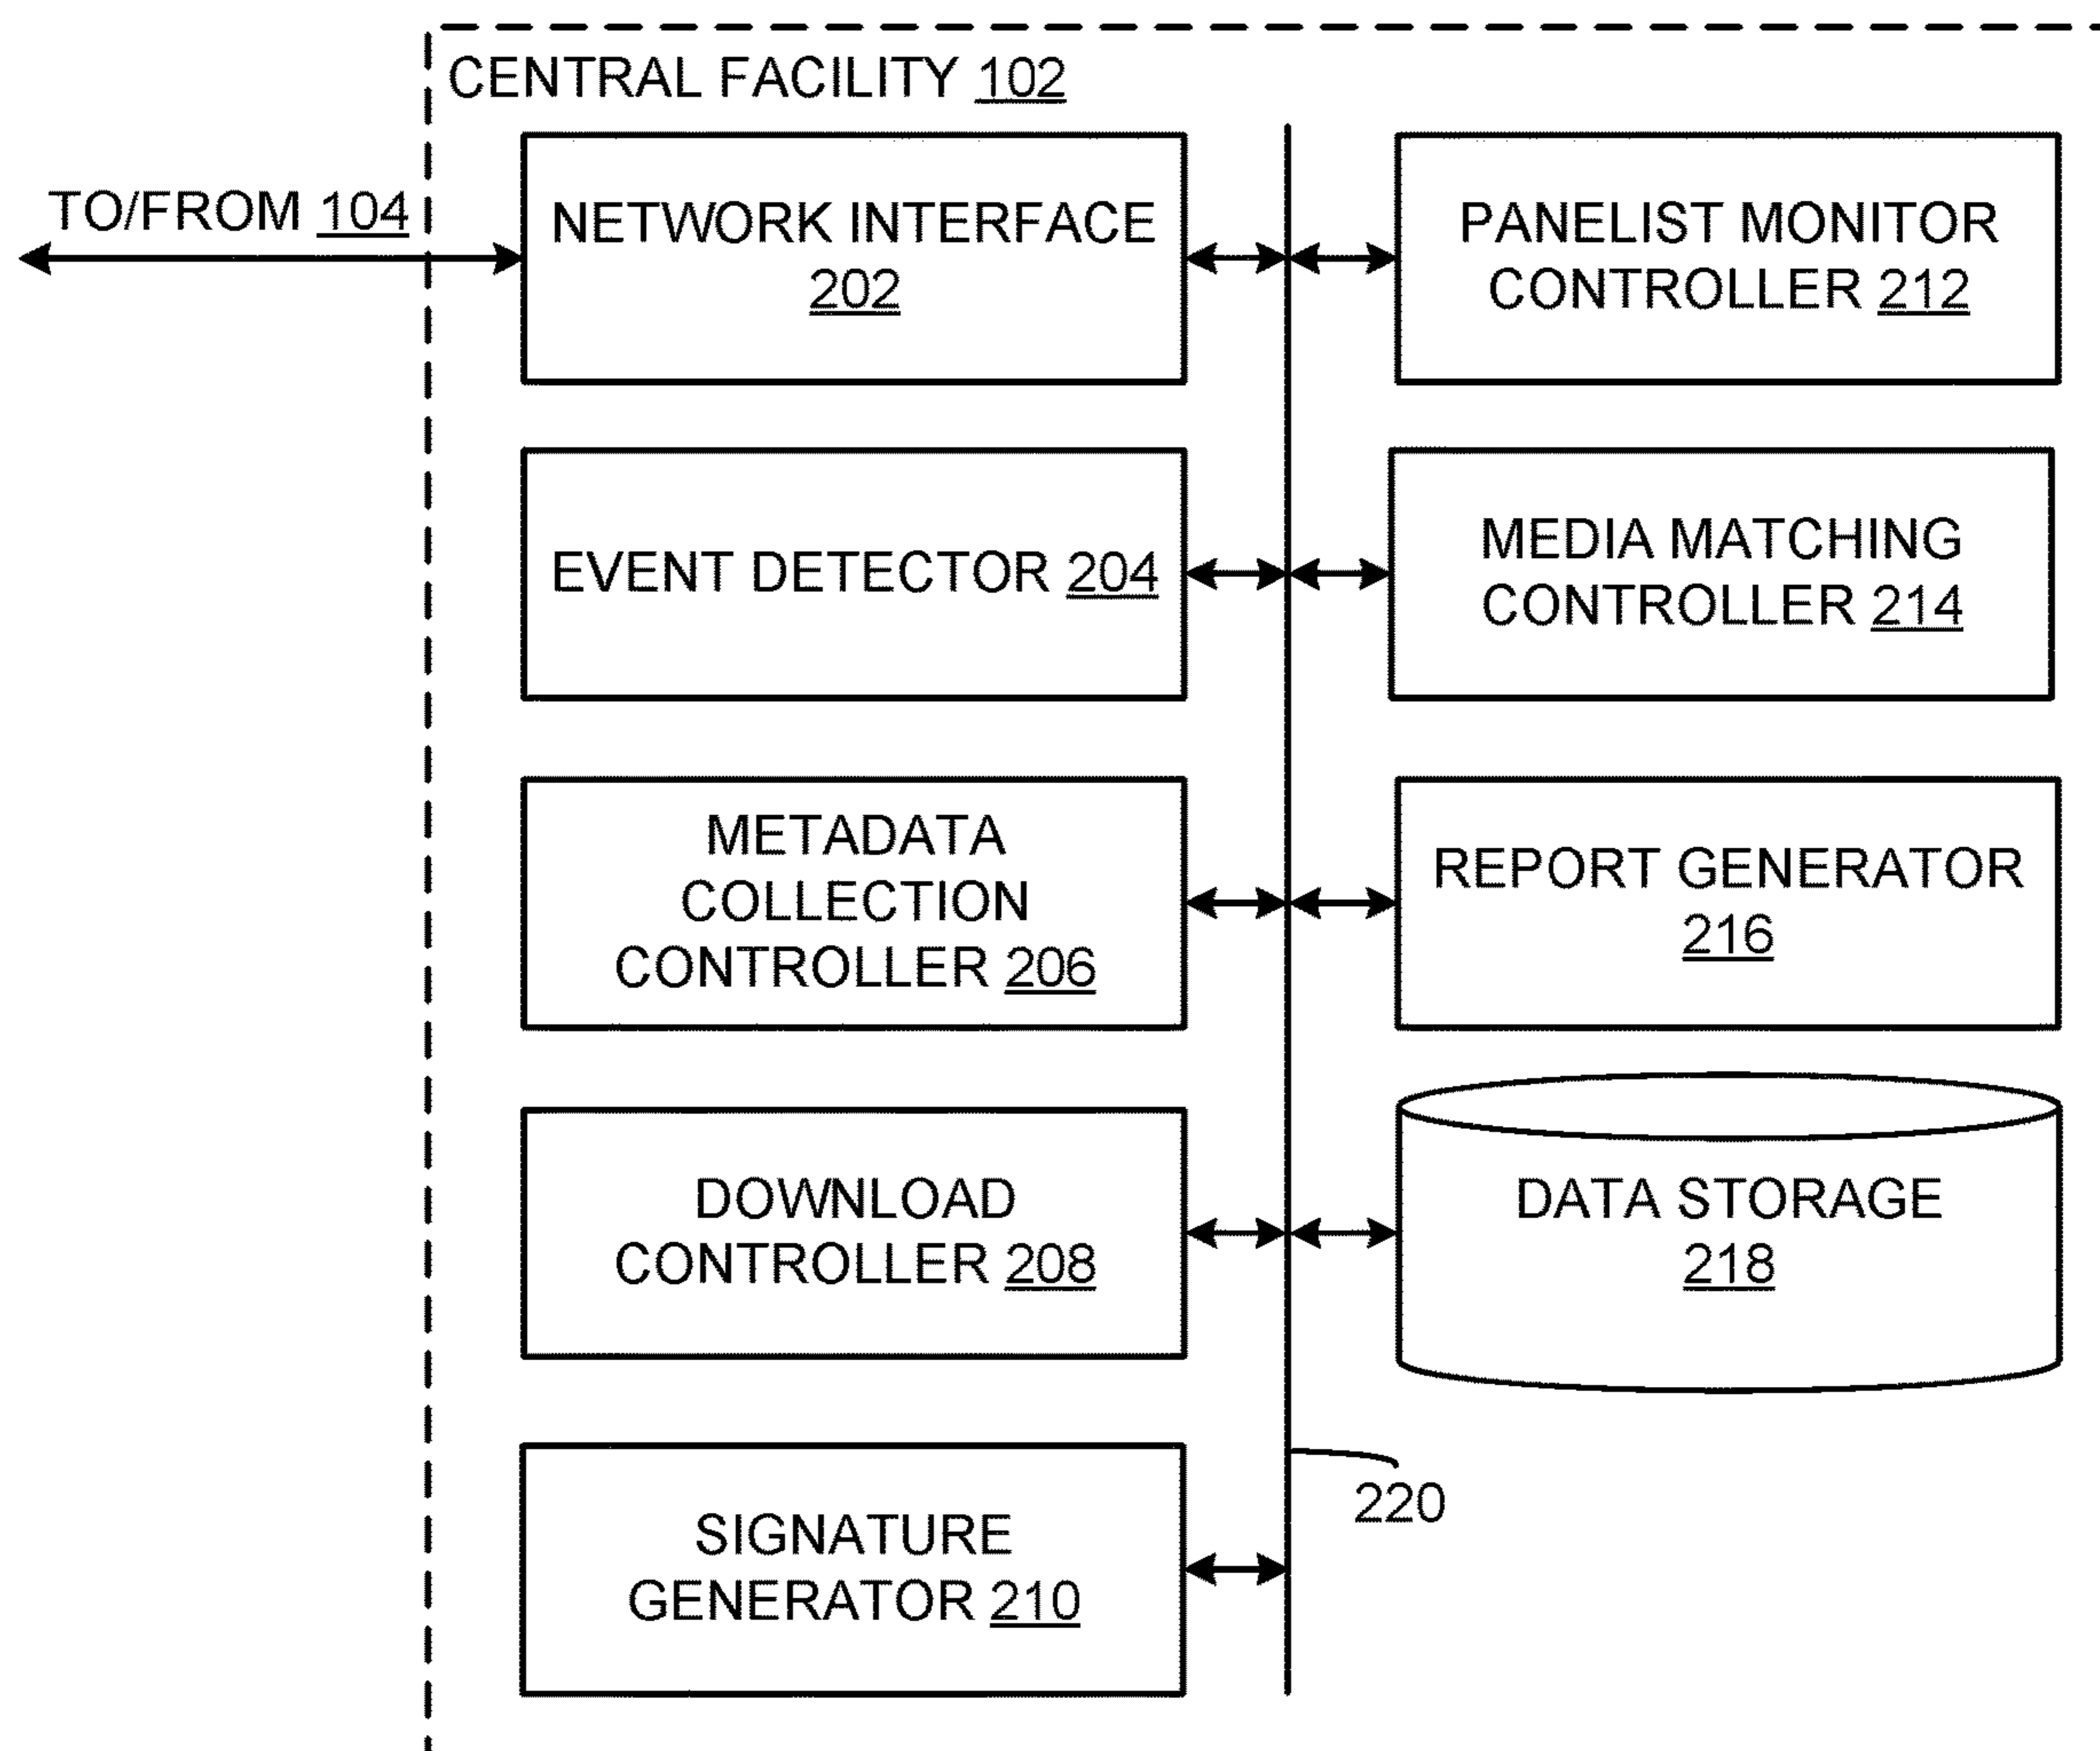 CENTRAL FACILITY 102
TO/FROM 104
NETWORK INTERFACE
202
PANELIST MONITOR
CONTROLLER 212
EVENT DETECTOR 204
MEDIA MATCHING
CONTROLLER 214
METADATA
COLLECTION
CONTROLLER 206
REPORT GENERATOR
216
DOWNLOAD
CONTROLLER 208
DATA STORAGE
218
SIGNATURE
GENERATOR 210
220